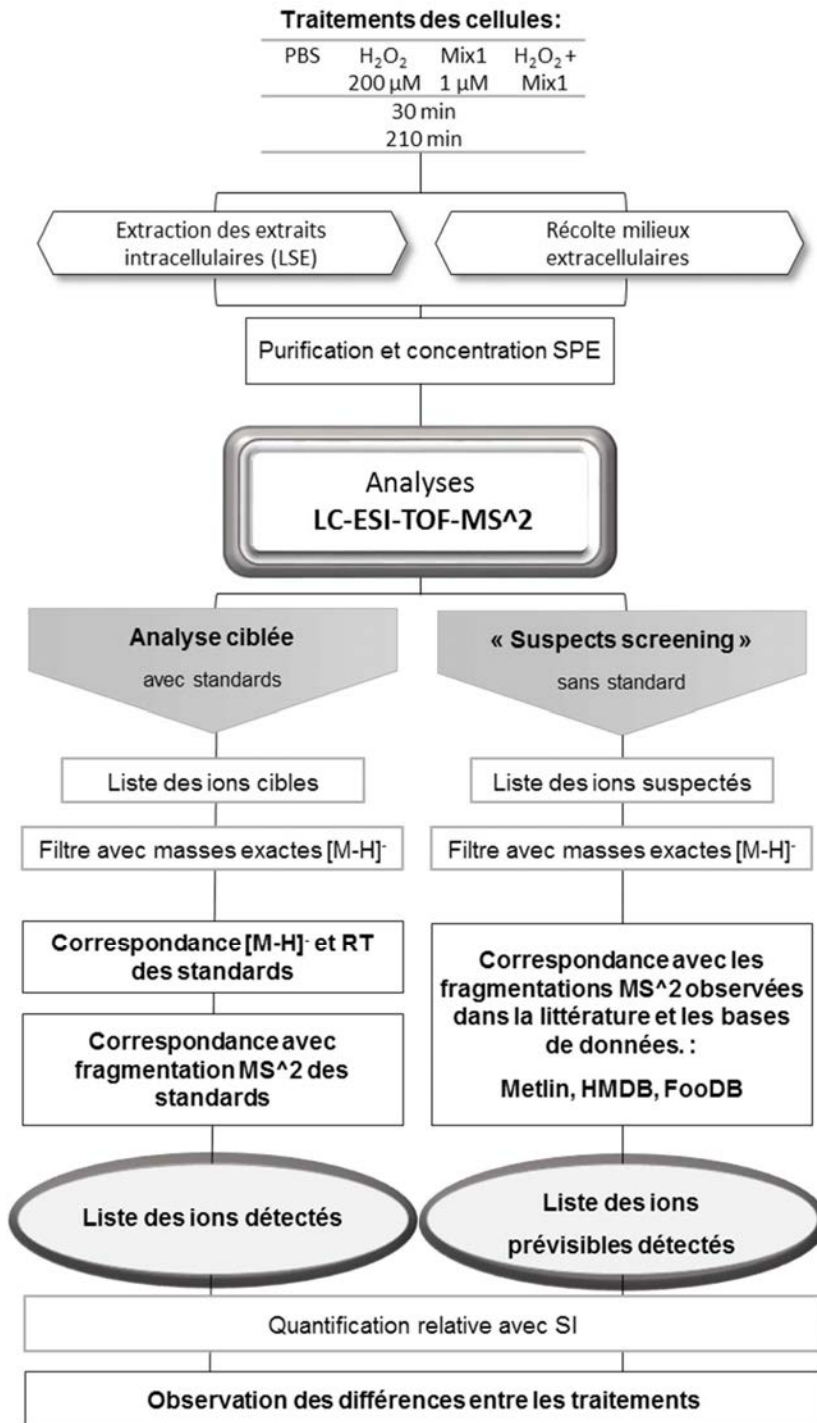 Traitements des cellules:
PBS H₂O₂ Mix1 H₂O₂ +
200 µM 1 µM Mix1
30 min
210 min
Extraction des extraits
intracellulaires (LSE)
Récolte milieux
extracellulaires
Purification et concentration SPE
Analyses
LC-ESI-TOF-MS^2
Analyse ciblée
avec standards
« Suspects screening »
sans standard
Liste des ions cibles
Liste des ions suspectés
Filtre avec masses exactes [M-H]⁻
Filtre avec masses exactes [M-H]⁻
Correspondance [M-H]⁻ et RT
des standards
Correspondance avec
fragmentation MS^2 des
standards
Correspondance avec les
fragmentations MS^2 observées
dans la littérature et les bases
de données. :
Metlin, HMDB, FooDB
Liste des ions détectés
Liste des ions
prévisibles détectés
Quantification relative avec SI
Observation des différences entre les traitements